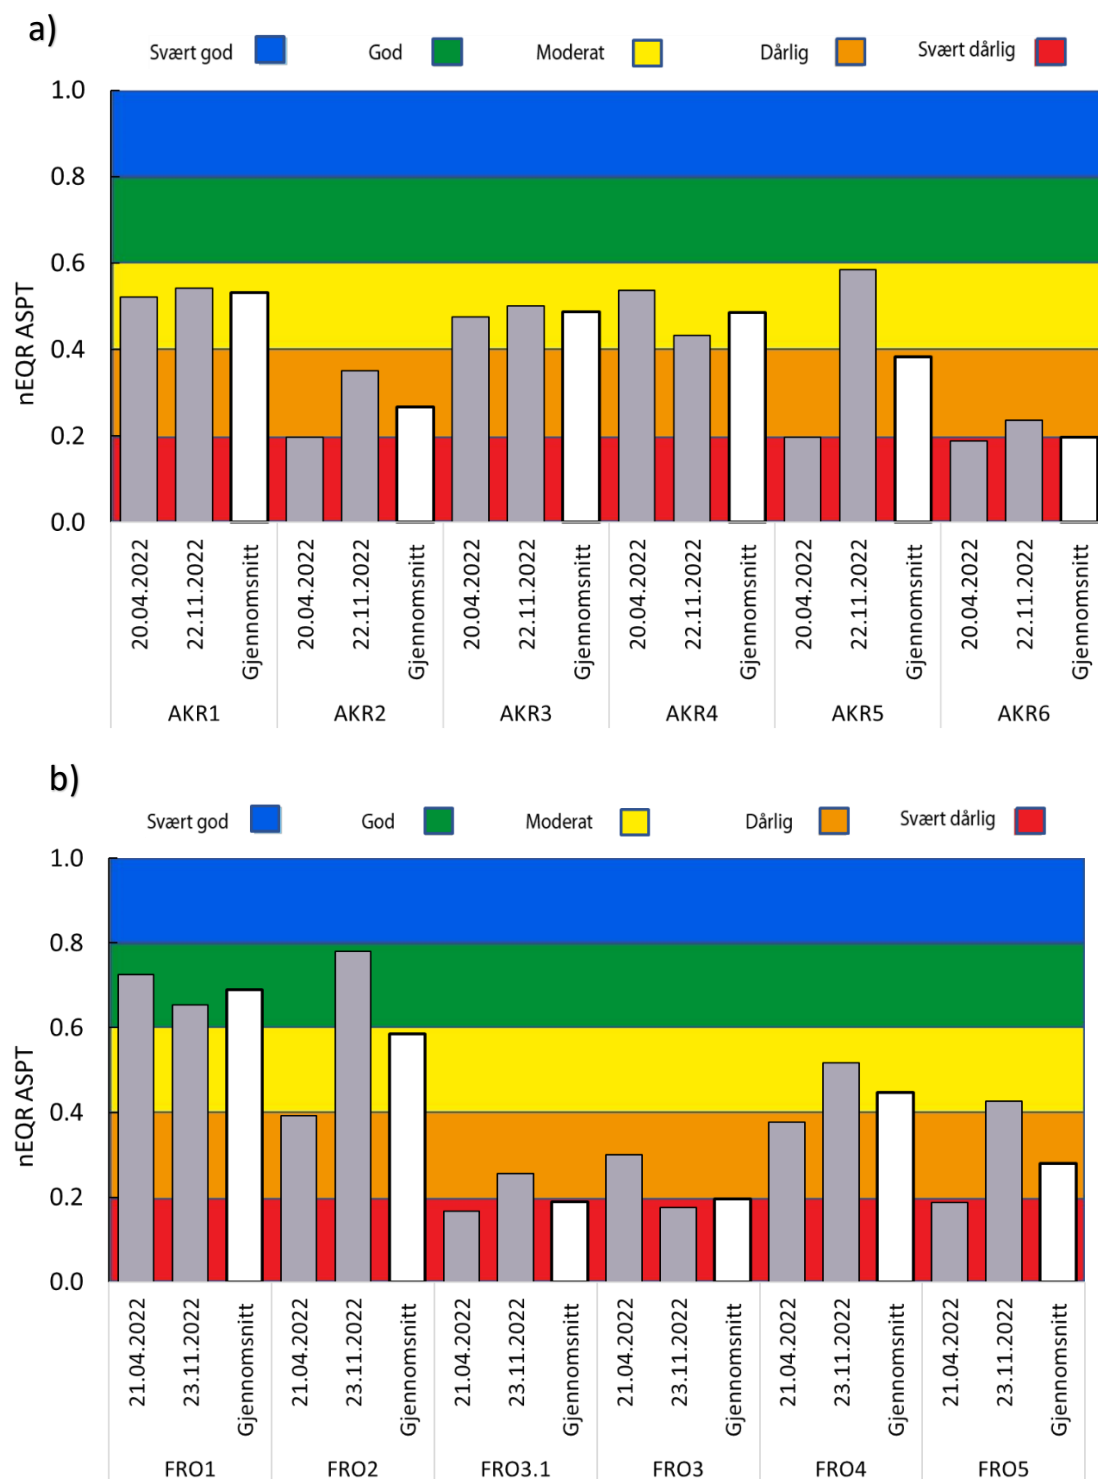 a)
Svært god God Moderat Dårlig Svært dårlig
1.0
0.8
0.6
0.4
0.2
0.0
nEQR ASPT
20.04.2022 22.11.2022 Gjennomsnitt 20.04.2022 22.11.2022 Gjennomsnitt 20.04.2022 22.11.2022 Gjennomsnitt 20.04.2022 22.11.2022 Gjennomsnitt 20.04.2022 22.11.2022 Gjennomsnitt 20.04.2022 22.11.2022 Gjennomsnitt
AKR1 AKR2 AKR3 AKR4 AKR5 AKR6
b)
Svært god God Moderat Dårlig Svært dårlig
1.0
0.8
0.6
0.4
0.2
0.0
nEQR ASPT
21.04.2022 23.11.2022 Gjennomsnitt 21.04.2022 23.11.2022 Gjennomsnitt 21.04.2022 23.11.2022 Gjennomsnitt 21.04.2022 23.11.2022 Gjennomsnitt 21.04.2022 23.11.2022 Gjennomsnitt 21.04.2022 23.11.2022 Gjennomsnitt
FRO1 FRO2 FRO3.1 FRO3 FRO4 FRO5